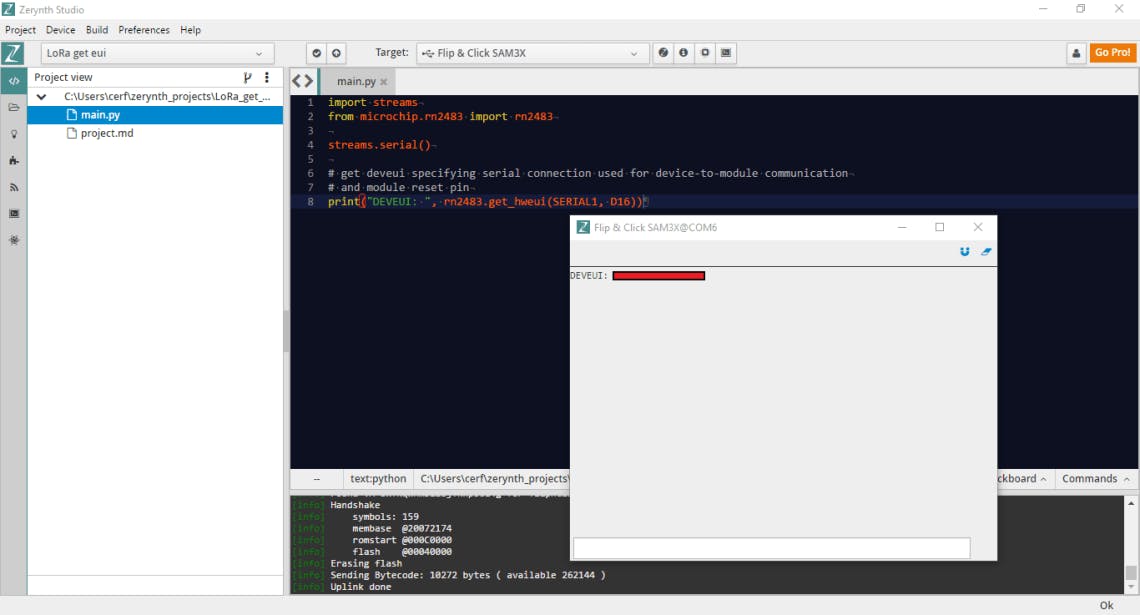 Zerynth Studio
Project Device Build Preferences Help
LoRa get eui
Target: Flip & Click SAM3X
Go Pro!
Project view
C:\Users\cerf\zerynth_projects\LoRa_get_...
main.py
project.md
main.py
1 import streams
2 from microchip.rn2483 import rn2483
3
4 streams.serial()
5
6 # get deveui specifying serial connection used for device-to-module communication
7 # and module reset pin
8 print("DEVEUI: ", rn2483.get_hweui(SERIAL1, D16))
Flip & Click SAM3X@COM6
DEVEUI:
-- text:python C:\Users\cerf\zerynth_projects\
ckboard Commands
[info] Handshake
[info] symbols: 159
[info] membase @20072174
[info] romstart @000C0000
[info] flash @00040000
[info] Erasing flash
[info] Sending Bytecode: 10272 bytes ( available 262144 )
[info] Uplink done
Ok